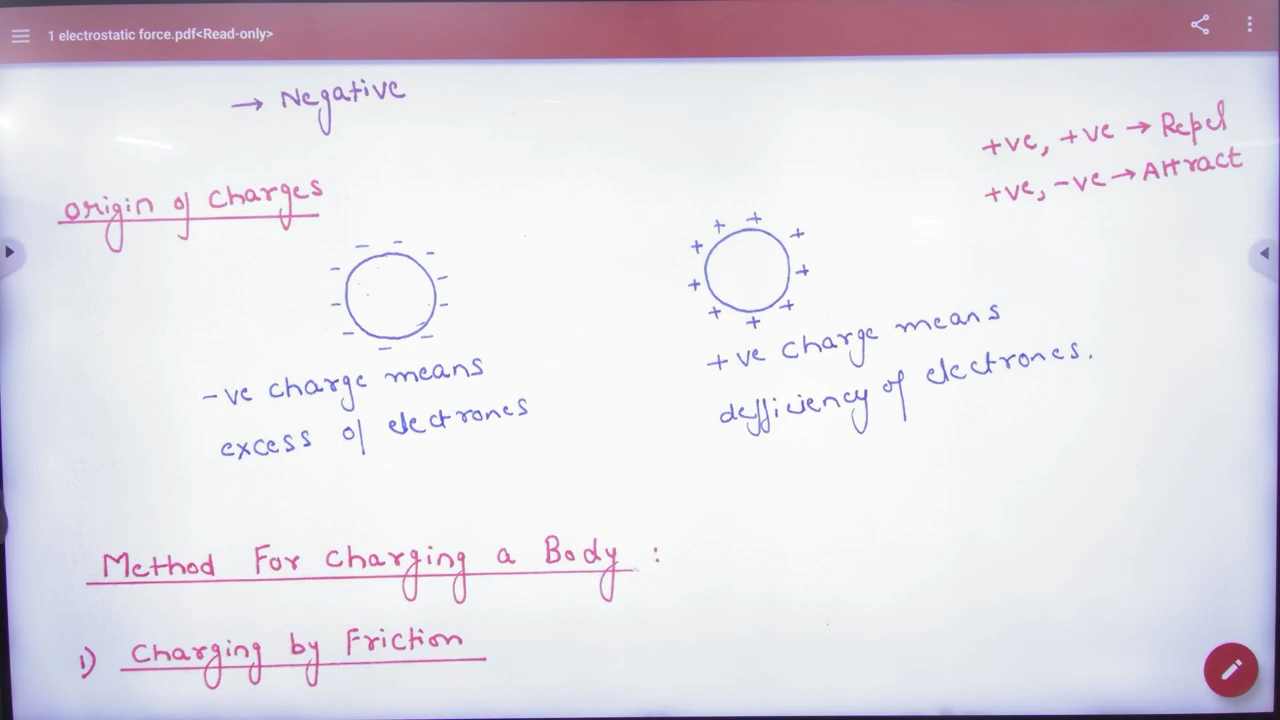 1 electrostatic force.pdf<Read-only>
→ Negative
+ve, +ve → Repel
+ve, -ve → Attract
origin of charges
-ve charge means
excess of electrones
+ve charge means
defficiency of electrones.
Method For charging a Body :
1) Charging by Friction